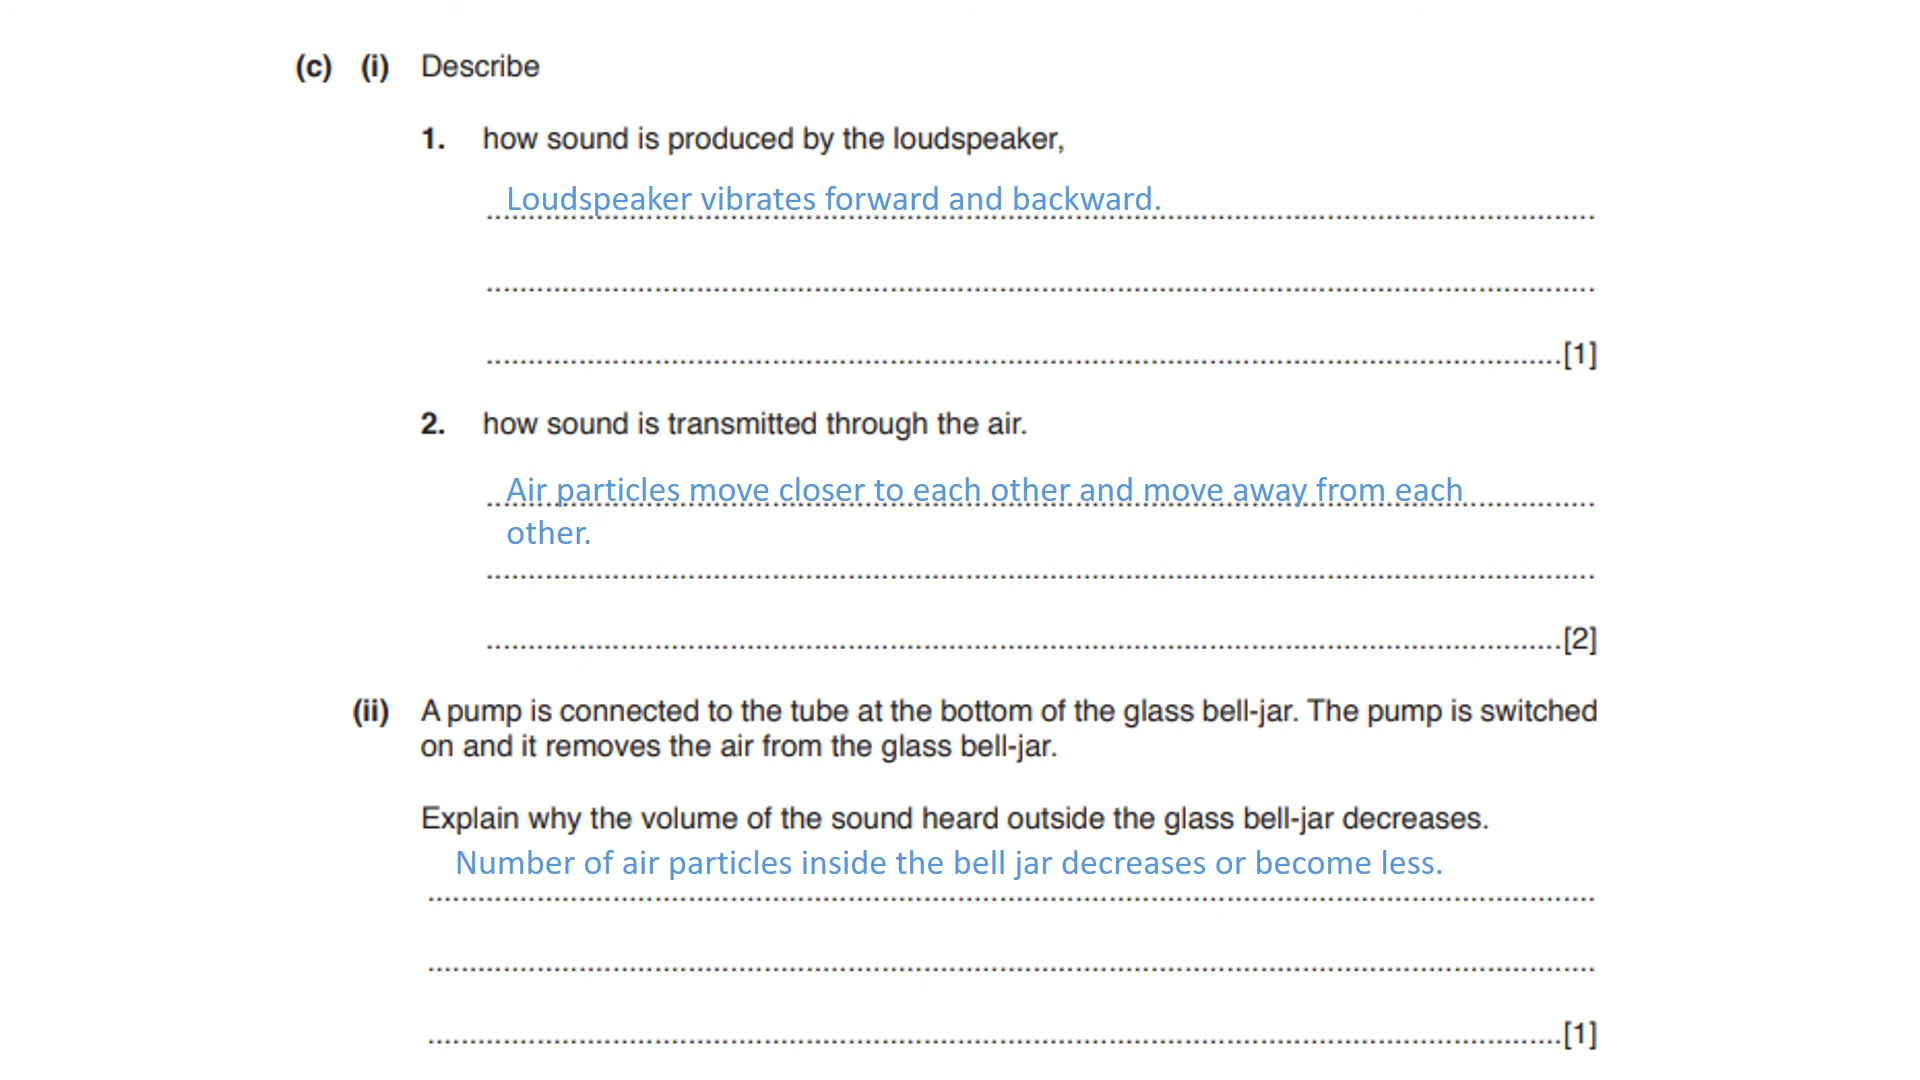 (c) (i) Describe
1. how sound is produced by the loudspeaker,
Loudspeaker vibrates forward and backward.
[1]
2. how sound is transmitted through the air.
Air particles move closer to each other and move away from each
other.
[2]
(ii) A pump is connected to the tube at the bottom of the glass bell-jar. The pump is switched
on and it removes the air from the glass bell-jar.
Explain why the volume of the sound heard outside the glass bell-jar decreases.
Number of air particles inside the bell jar decreases or become less.
[1]